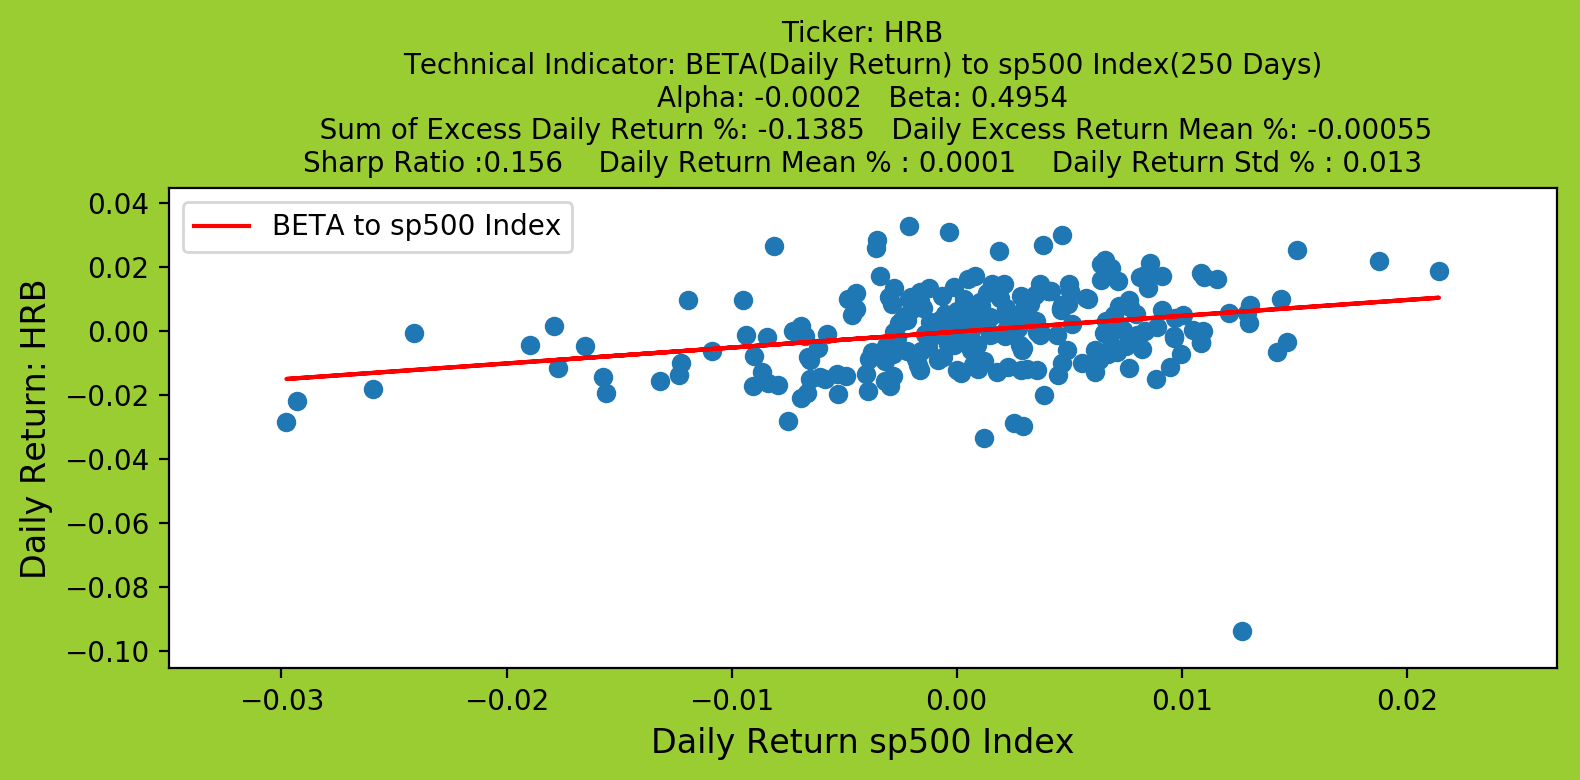 Ticker: HRB
Technical Indicator: BETA(Daily Return) to sp500 Index(250 Days)
Alpha: -0.0002   Beta: 0.4954
Sum of Excess Daily Return %: -0.1385   Daily Excess Return Mean %: -0.00055
Sharp Ratio :0.156    Daily Return Mean % : 0.0001    Daily Return Std % : 0.013
BETA to sp500 Index
Daily Return: HRB
0.04
0.02
0.00
−0.02
−0.04
−0.06
−0.08
−0.10
−0.03
−0.02
−0.01
0.00
0.01
0.02
Daily Return sp500 Index